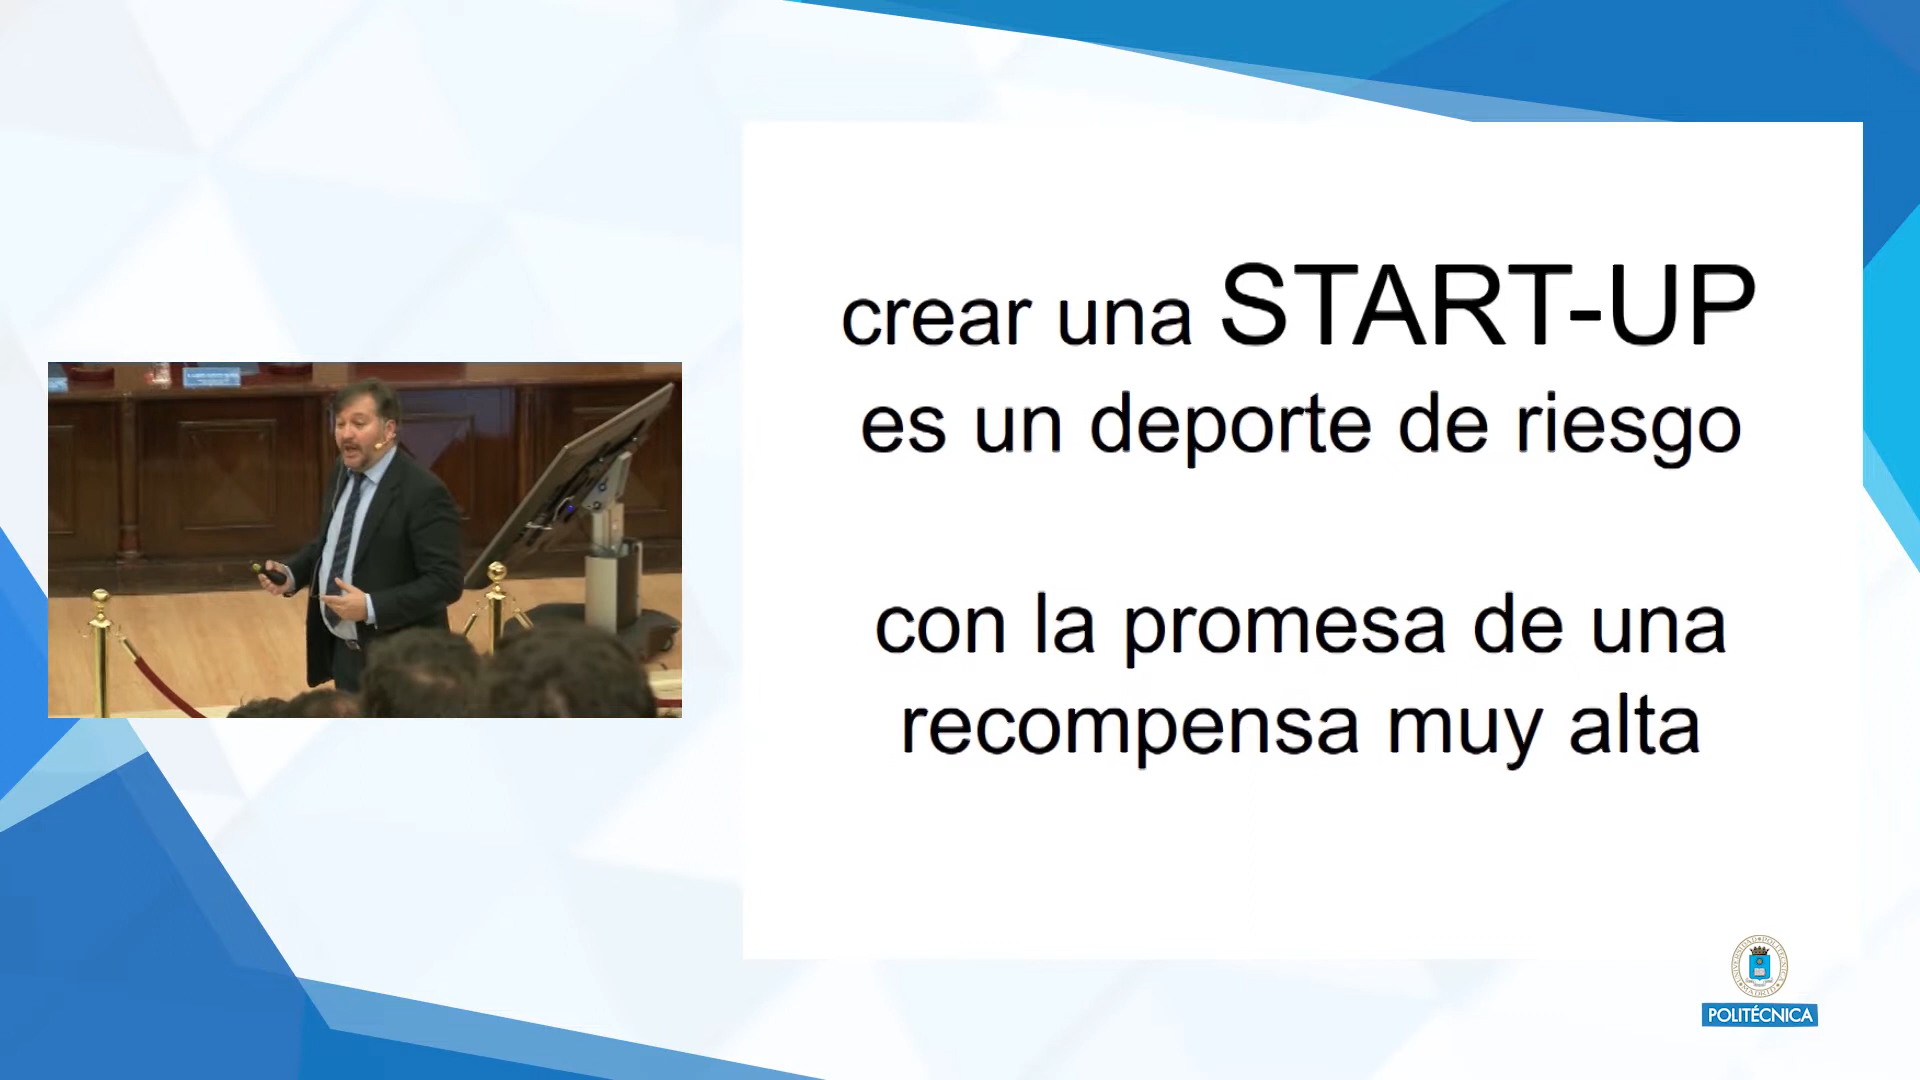 crear una START-UP
es un deporte de riesgo
con la promesa de una
recompensa muy alta
POLITÉCNICA